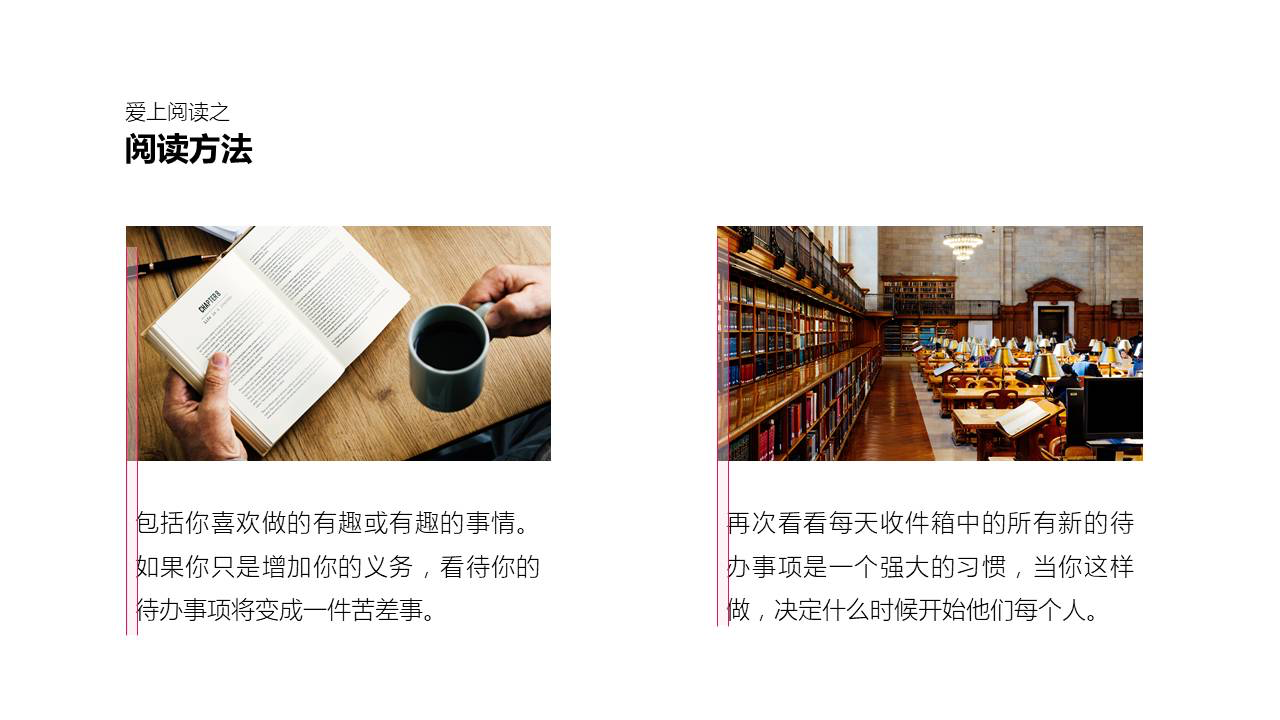 爱上阅读之
阅读方法
CHAPTER 8
包括你喜欢做的有趣或有趣的事情。
如果你只是增加你的义务，看待你的
待办事项将变成一件苦差事。
再次看看每天收件箱中的所有新的待
办事项是一个强大的习惯，当你这样
做，决定什么时候开始他们每个人。